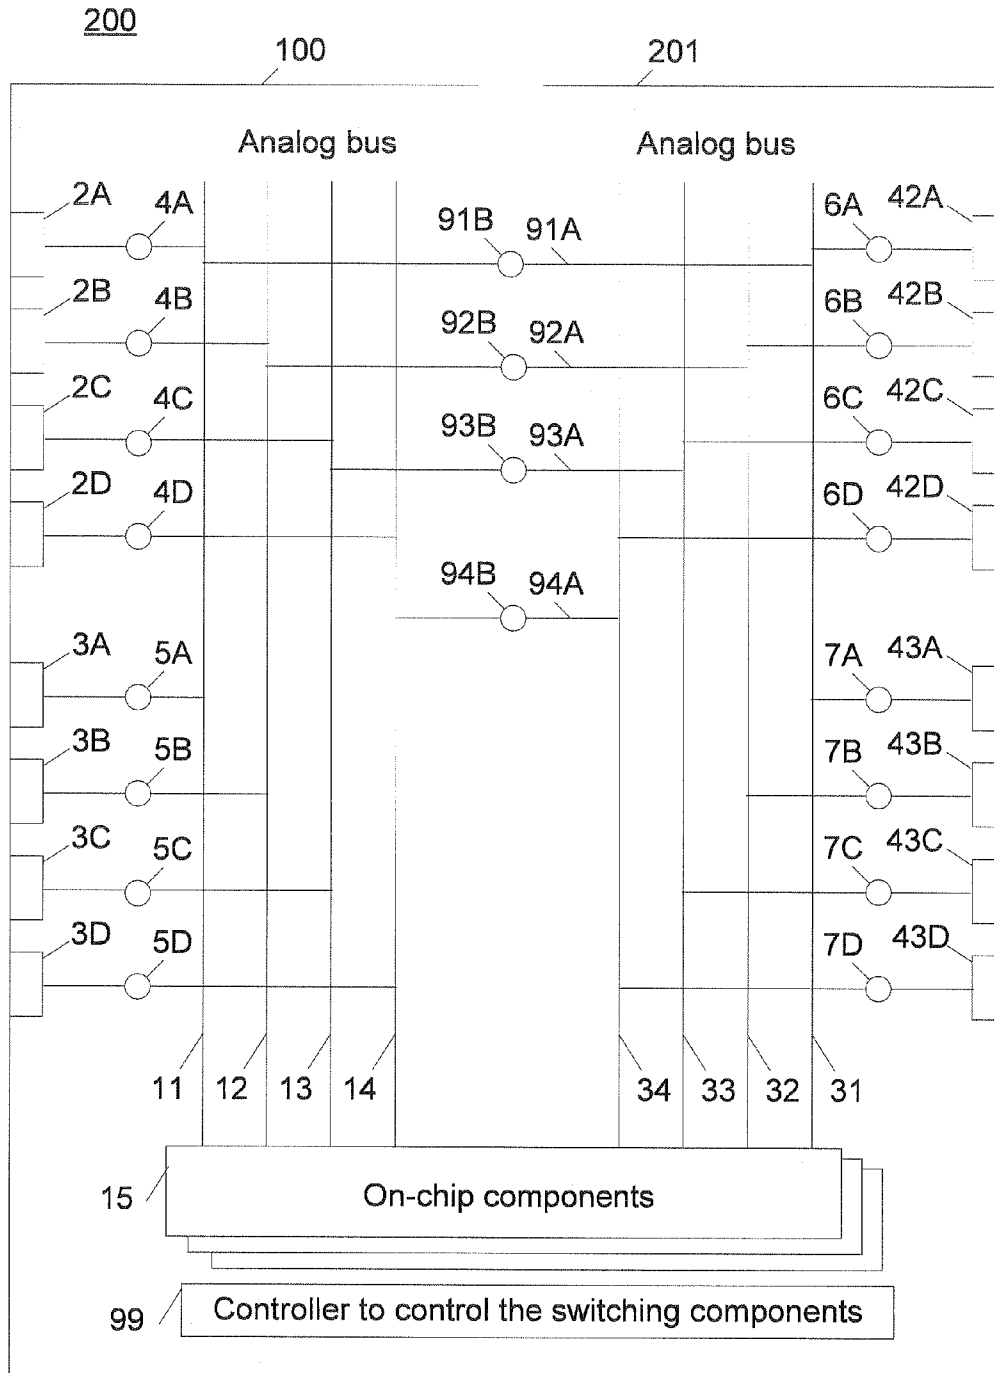 200
100
201
Analog bus
Analog bus
2A
4A
91B
91A
6A
42A
2B
4B
92B
92A
6B
42B
2C
4C
93B
93A
6C
42C
2D
4D
94B
94A
6D
42D
3A
5A
7A
43A
3B
5B
7B
43B
3C
5C
7C
43C
3D
5D
7D
43D
11
12
13
14
34
33
32
31
15
On-chip components
99
Controller to control the switching components